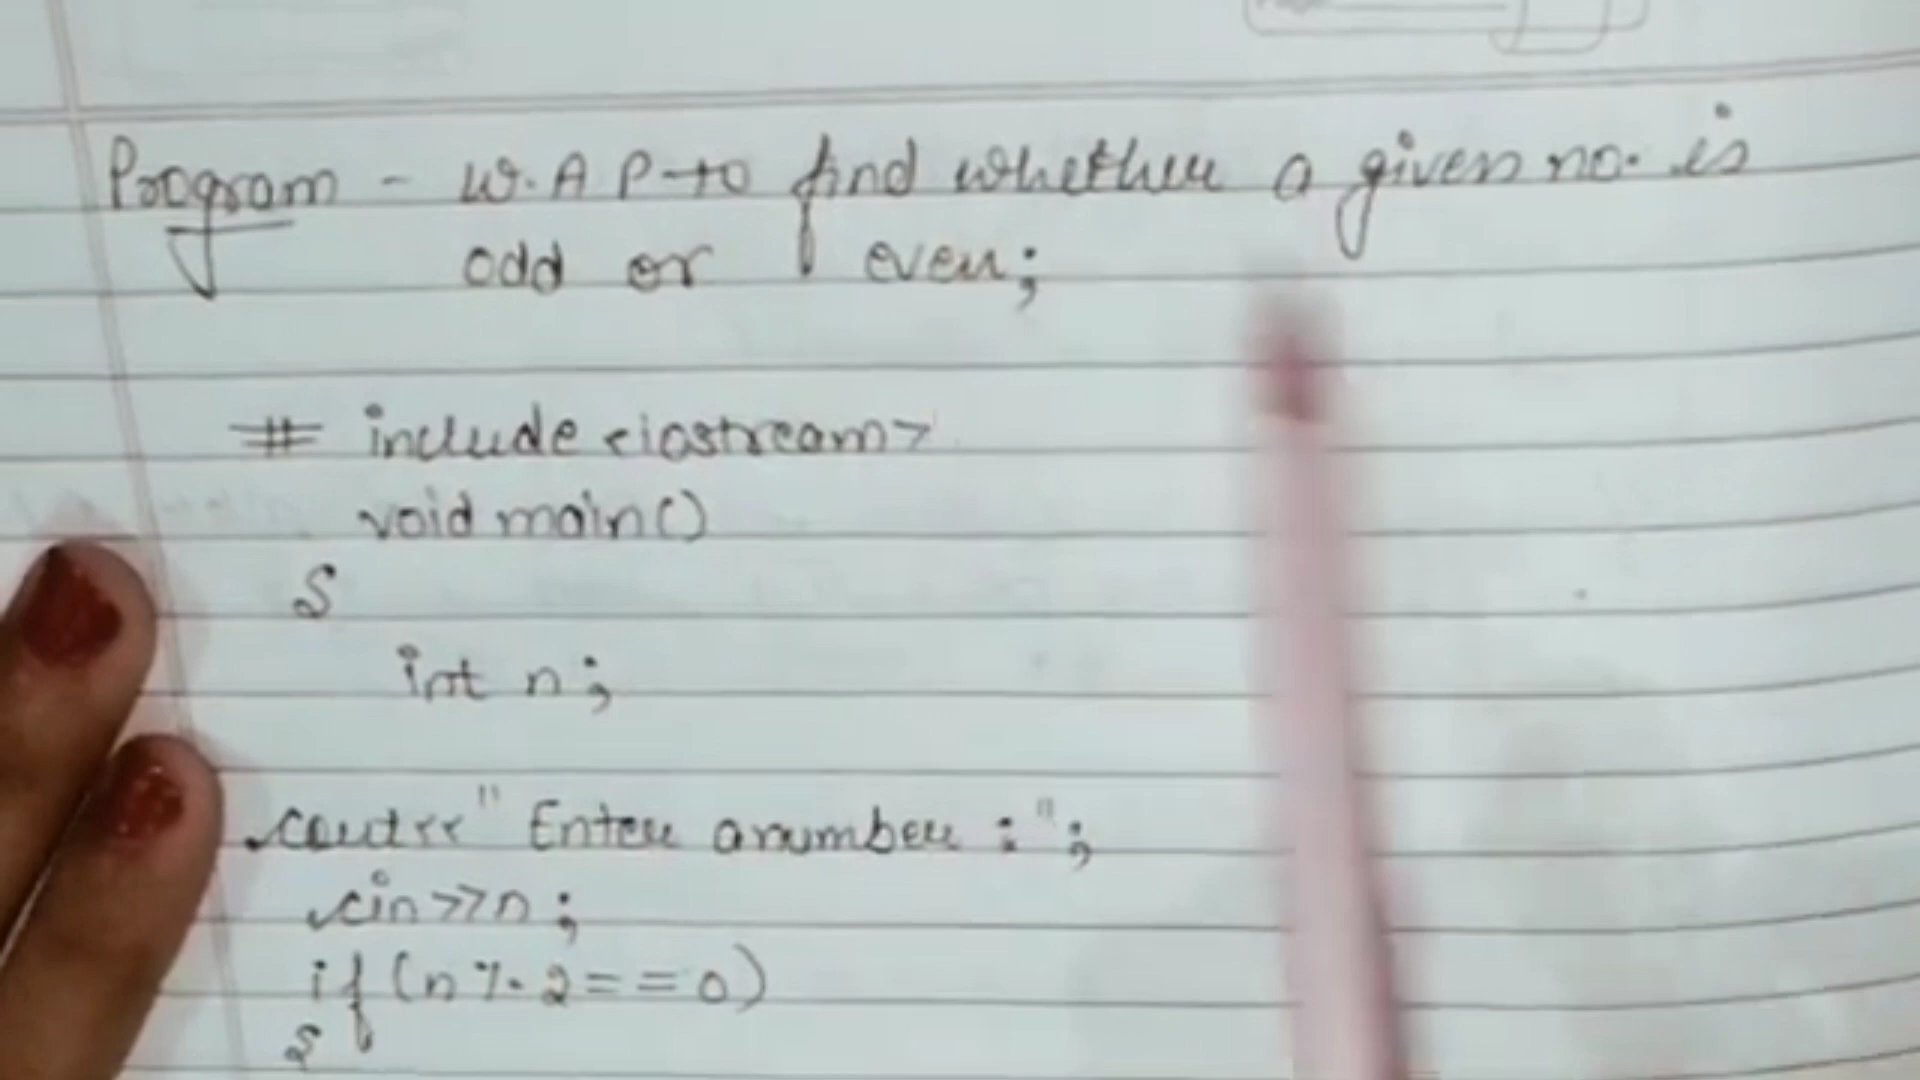 Program - W.A P to find whether a given no. is
odd or even;
# include <iostream>
void main()
{
int n;
cout<<" Enter a number : ";
cin>>n;
if (n % 2 = = 0)
{